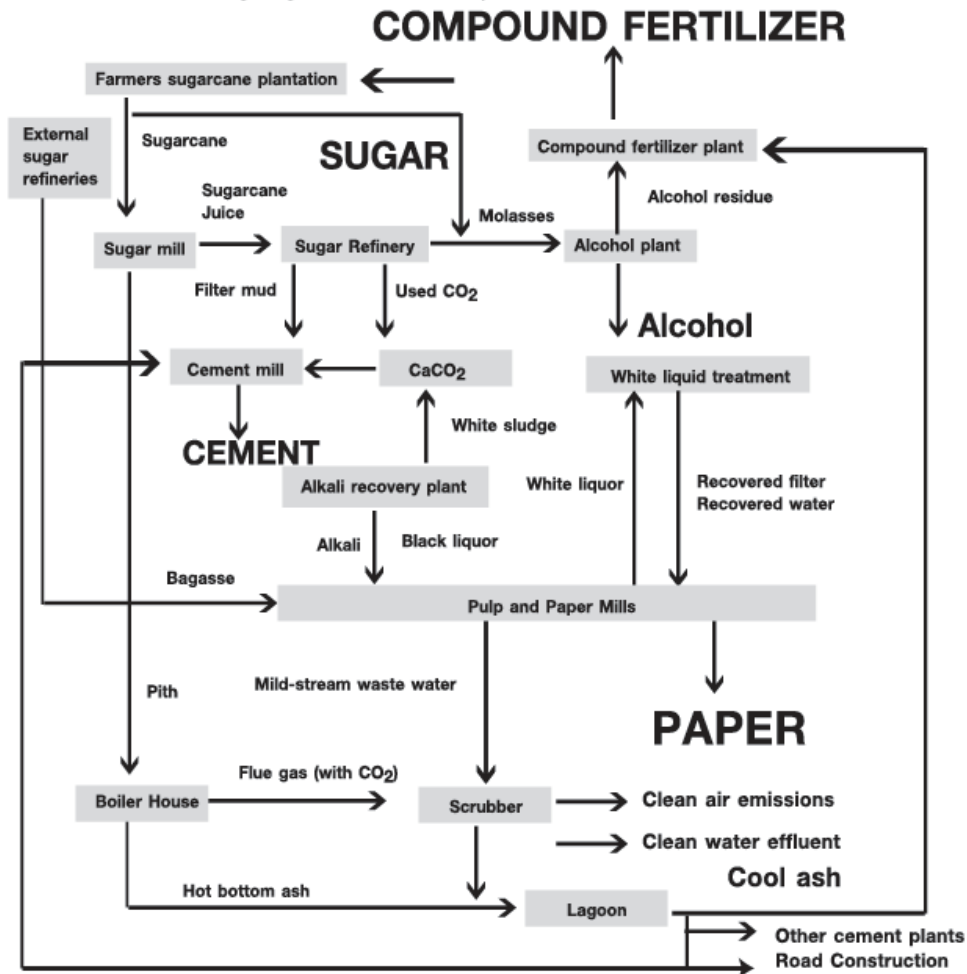 COMPOUND FERTILIZER
Farmers sugarcane plantation
External
sugar
refineries
Sugarcane
SUGAR
Compound fertilizer plant
Sugarcane
Juice
Alcohol residue
Molasses
Sugar mill
Sugar Refinery
Alcohol plant
Filter mud
Used CO2
Alcohol
Cement mill
CaCO2
White liquid treatment
CEMENT
White sludge
Alkali recovery plant
White liquor
Recovered filter
Recovered water
Alkali
Black liquor
Bagasse
Pulp and Paper Mills
Pith
Mild-stream waste water
PAPER
Flue gas (with CO2)
Boiler House
Scrubber
Clean air emissions
Clean water effluent
Cool ash
Hot bottom ash
Lagoon
Other cement plants
Road Construction